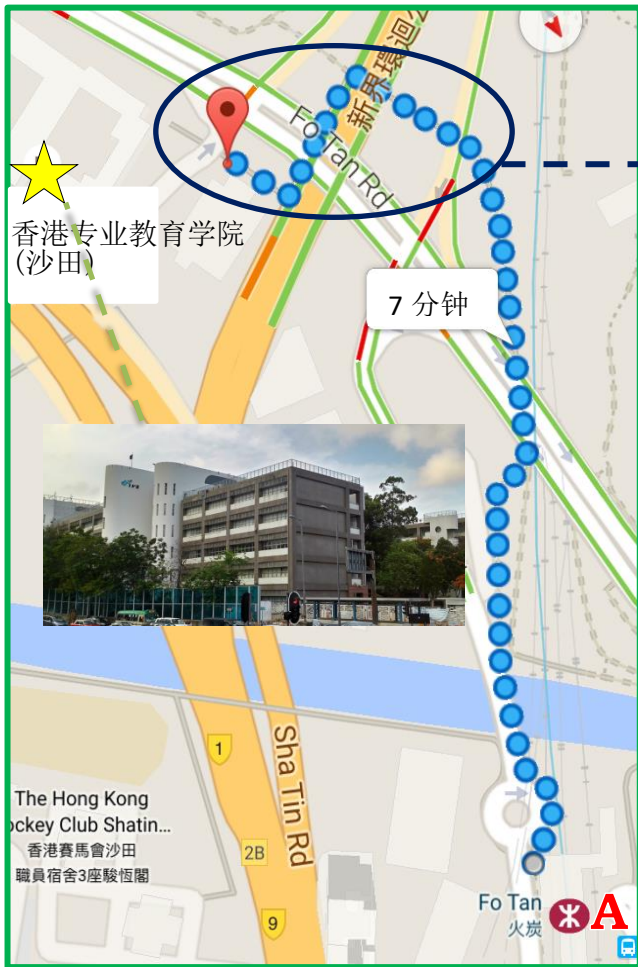 新界環迴公
Fo Tan Rd
香港专业教育学院
(沙田)
7 分钟
1
Sha Tin Rd
The Hong Kong
ockey Club Shatin...
香港賽馬會沙田
職員宿舍3座駿恆閣
2B
9
Fo Tan
火炭
A